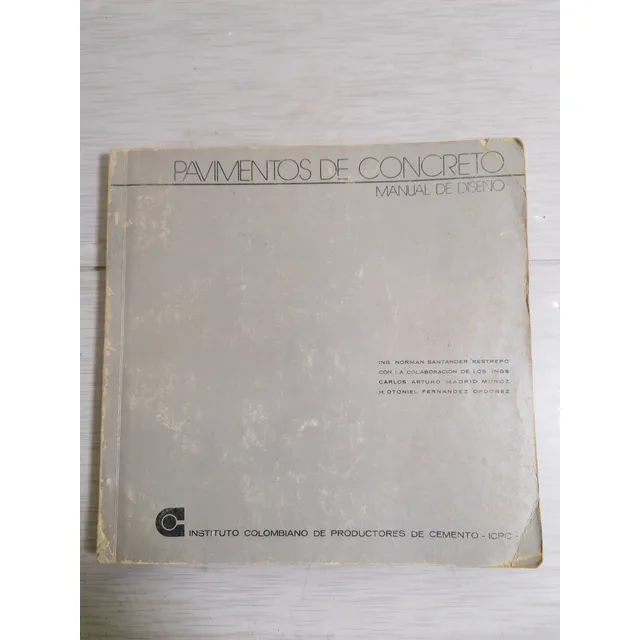 PAVIMENTOS DE CONCRETO
MANUAL DE DISEÑO
ING. NORMAN SANTANDER RESTREPO
CON LA COLABORACION DE LOS INGS
CARLOS ARTURO MADRID MUÑOZ
H. OTONIEL FERNANDEZ ORDOÑEZ
INSTITUTO COLOMBIANO DE PRODUCTORES DE CEMENTO - ICPC -